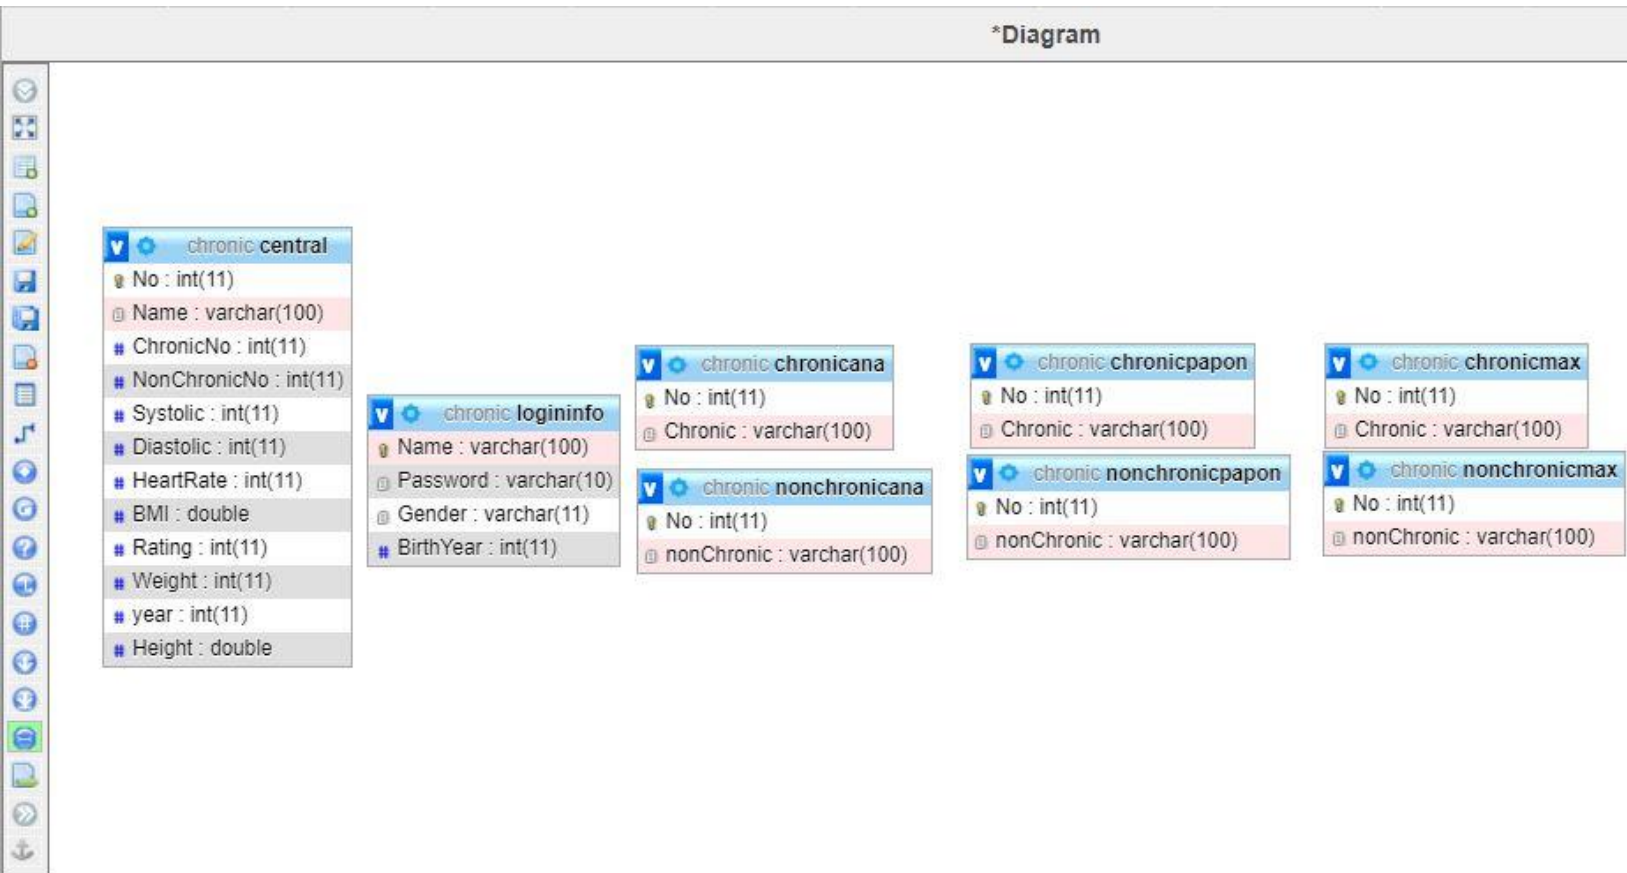 *Diagram
chronic central
No : int(11)
Name : varchar(100)
ChronicNo : int(11)
NonChronicNo : int(11)
Systolic : int(11)
Diastolic : int(11)
HeartRate : int(11)
BMI : double
Rating : int(11)
Weight : int(11)
year : int(11)
Height : double
chronic logininfo
Name : varchar(100)
Password : varchar(10)
Gender : varchar(11)
BirthYear : int(11)
chronic chronicana
No : int(11)
Chronic : varchar(100)
chronic nonchronicana
No : int(11)
nonChronic : varchar(100)
chronic chronicpapon
No : int(11)
Chronic : varchar(100)
chronic nonchronicpapon
No : int(11)
nonChronic : varchar(100)
chronic chronicmax
No : int(11)
Chronic : varchar(100)
chronic nonchronicmax
No : int(11)
nonChronic : varchar(100)